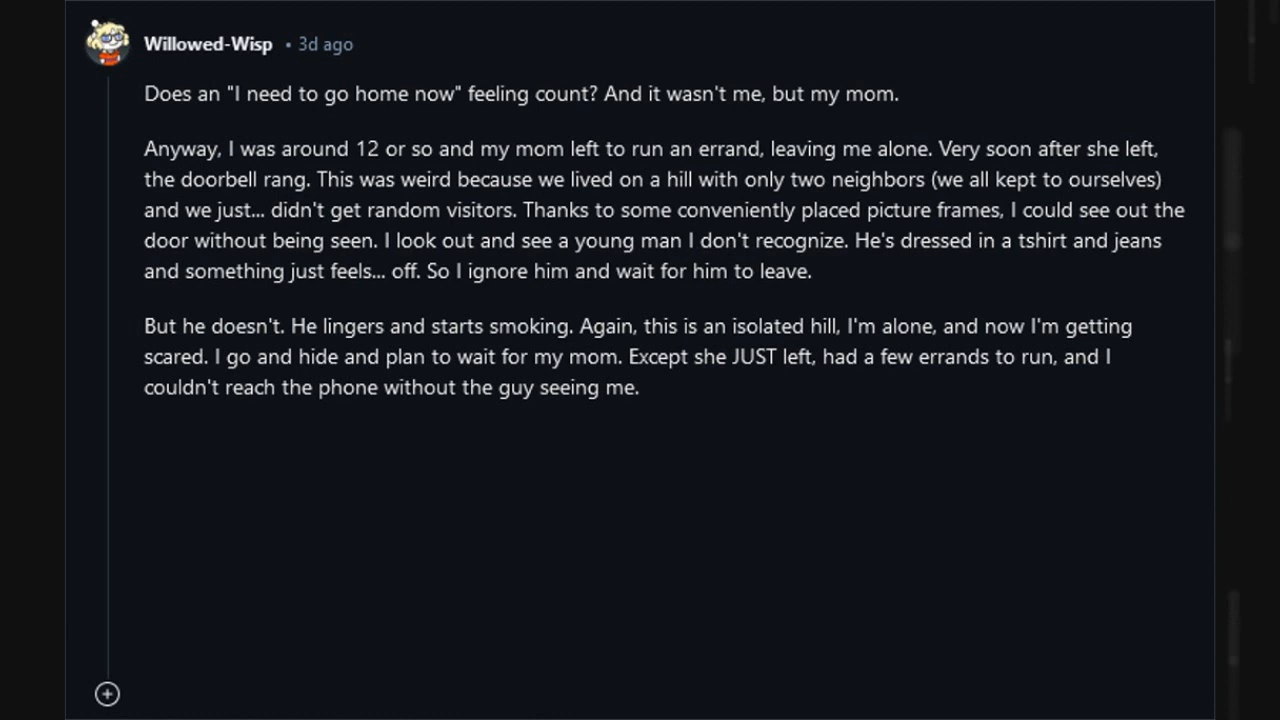 Willowed-Wisp • 3d ago
Does an "I need to go home now" feeling count? And it wasn't me, but my mom.
Anyway, I was around 12 or so and my mom left to run an errand, leaving me alone. Very soon after she left,
the doorbell rang. This was weird because we lived on a hill with only two neighbors (we all kept to ourselves)
and we just... didn't get random visitors. Thanks to some conveniently placed picture frames, I could see out the
door without being seen. I look out and see a young man I don't recognize. He's dressed in a tshirt and jeans
and something just feels... off. So I ignore him and wait for him to leave.
But he doesn't. He lingers and starts smoking. Again, this is an isolated hill, I'm alone, and now I'm getting
scared. I go and hide and plan to wait for my mom. Except she JUST left, had a few errands to run, and I
couldn't reach the phone without the guy seeing me.